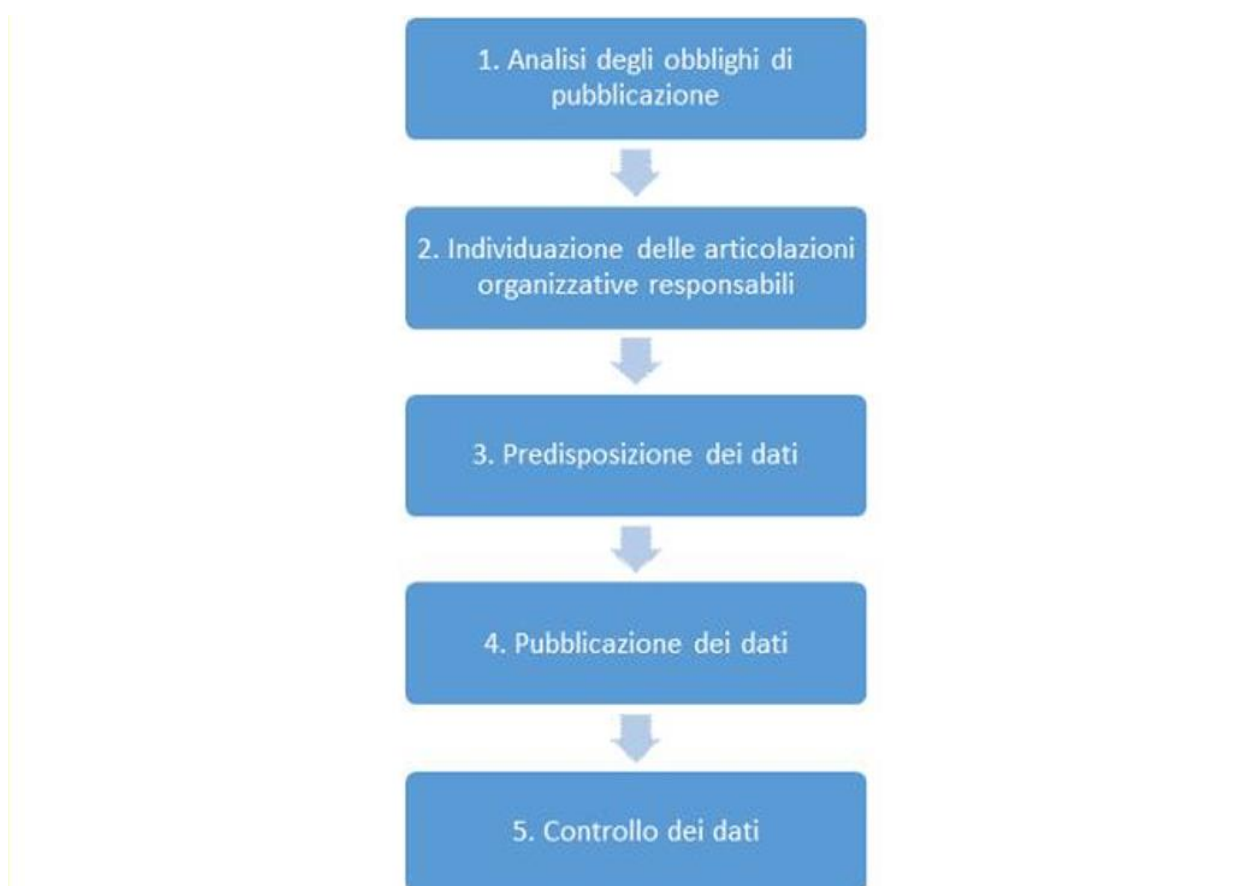 1. Analisi degli obblighi di
pubblicazione
2. Individuazione delle articolazioni
organizzative responsabili
3. Predisposizione dei dati
4. Pubblicazione dei dati
5. Controllo dei dati